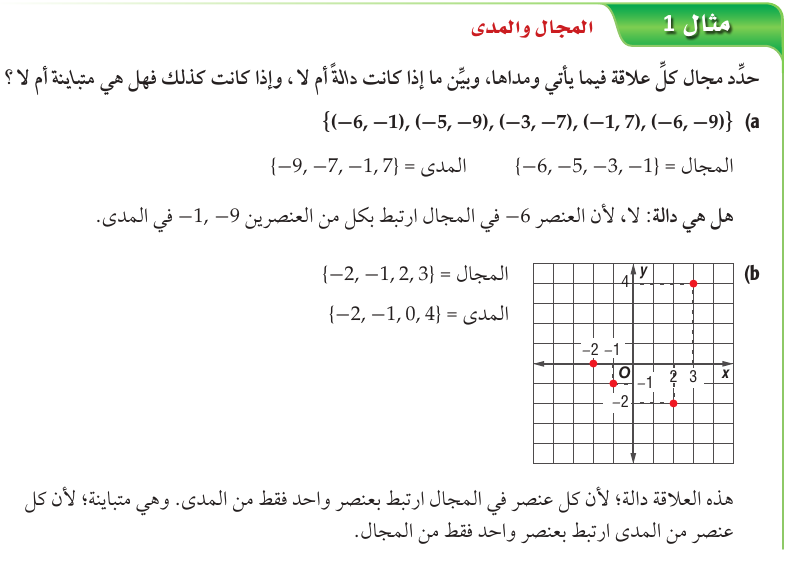 مثال 1 المجال والمدى
حدِّد مجال كلِّ علاقة فيما يأتي ومداها، وبيِّن ما إذا كانت دالةً أم لا، وإذا كانت كذلك فهل هي متباينة أم لا؟
a) {(−6, −1), (−5, −9), (−3, −7), (−1, 7), (−6, −9)}
المجال = {−6, −5, −3, −1} المدى = {−9, −7, −1, 7}
هل هي دالة: لا، لأن العنصر −6 في المجال ارتبط بكل من العنصرين −9 ,−1 في المدى.
b) المجال = {−2, −1, 2, 3}
المدى = {−2, −1, 0, 4}
y
4
−2 −1
O 2 3 x
−1
−2
هذه العلاقة دالة؛ لأن كل عنصر في المجال ارتبط بعنصر واحد فقط من المدى. وهي متباينة؛ لأن كل
عنصر من المدى ارتبط بعنصر واحد فقط من المجال.